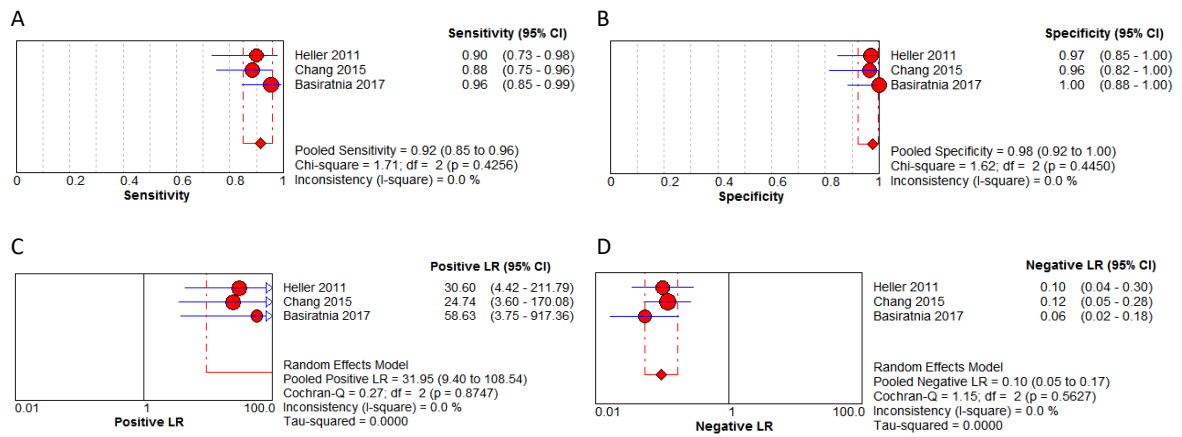 A
Sensitivity (95% CI)
Heller 2011 0.90 (0.73 - 0.98)
Chang 2015 0.88 (0.75 - 0.96)
Basiratnia 2017 0.96 (0.85 - 0.99)
Pooled Sensitivity = 0.92 (0.85 to 0.96)
Chi-square = 1.71; df = 2 (p = 0.4256)
Inconsistency (I-square) = 0.0 %
0 0.2 0.4 0.6 0.8 1
Sensitivity
B
Specificity (95% CI)
Heller 2011 0.97 (0.85 - 1.00)
Chang 2015 0.96 (0.82 - 1.00)
Basiratnia 2017 1.00 (0.88 - 1.00)
Pooled Specificity = 0.98 (0.92 to 1.00)
Chi-square = 1.62; df = 2 (p = 0.4450)
Inconsistency (I-square) = 0.0 %
0 0.2 0.4 0.6 0.8 1
Specificity
C
Positive LR (95% CI)
Heller 2011 30.60 (4.42 - 211.79)
Chang 2015 24.74 (3.60 - 170.08)
Basiratnia 2017 58.63 (3.75 - 917.36)
Random Effects Model
Pooled Positive LR = 31.95 (9.40 to 108.54)
Cochran-Q = 0.27; df = 2 (p = 0.8747)
Inconsistency (I-square) = 0.0 %
Tau-squared = 0.0000
0.01 1 100.0
Positive LR
D
Negative LR (95% CI)
Heller 2011 0.10 (0.04 - 0.30)
Chang 2015 0.12 (0.05 - 0.28)
Basiratnia 2017 0.06 (0.02 - 0.18)
Random Effects Model
Pooled Negative LR = 0.10 (0.05 to 0.17)
Cochran-Q = 1.15; df = 2 (p = 0.5627)
Inconsistency (I-square) = 0.0 %
Tau-squared = 0.0000
0.01 1 100.0
Negative LR